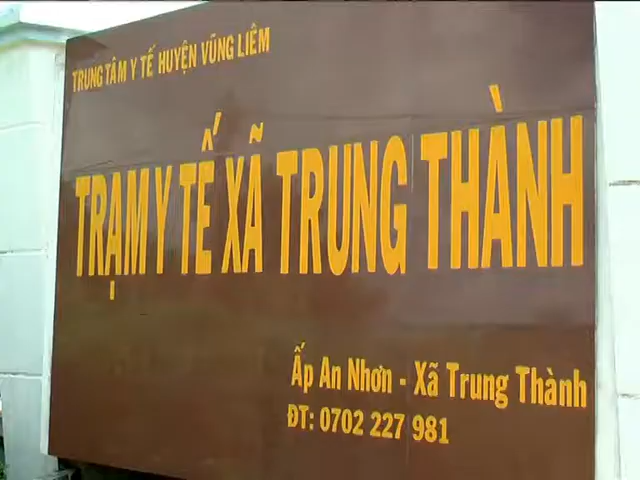 TRUNG TÂM Y TẾ HUYỆN VŨNG LIÊM
TRẠM Y TẾ XÃ TRUNG THÀNH
Ấp An Nhơn - Xã Trung Thành
ĐT: 0702 227 981